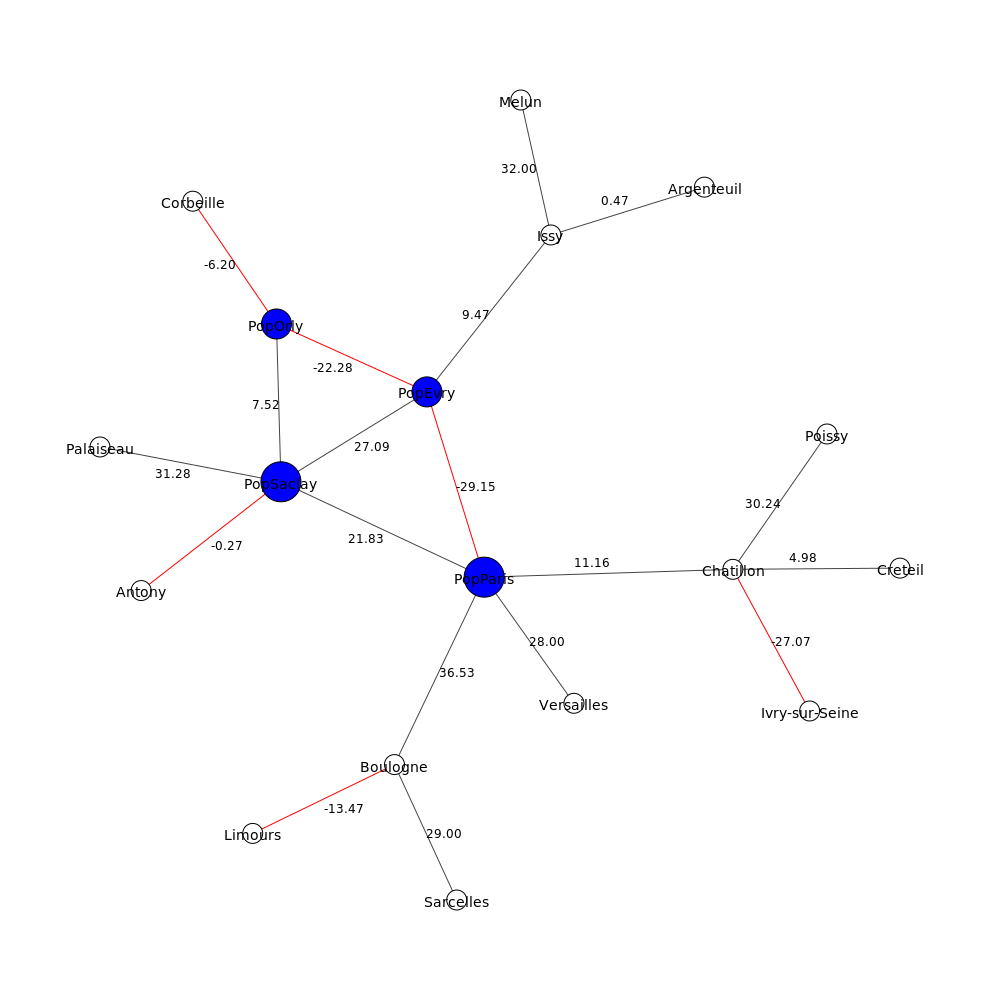 Melun
32.00
Argenteuil
0.47
Corbeille
Issy
-6.20
9.47
PopOrly
-22.28
PopEvry
7.52
Poissy
27.09
Palaiseau
31.28
PopSaclay
-29.15
30.24
21.83
-0.27
4.98
11.16
Chatillon
Creteil
PopParis
Antony
28.00
-27.07
36.53
Versailles
Ivry-sur-Seine
Boulogne
-13.47
Limours
29.00
Sarcelles